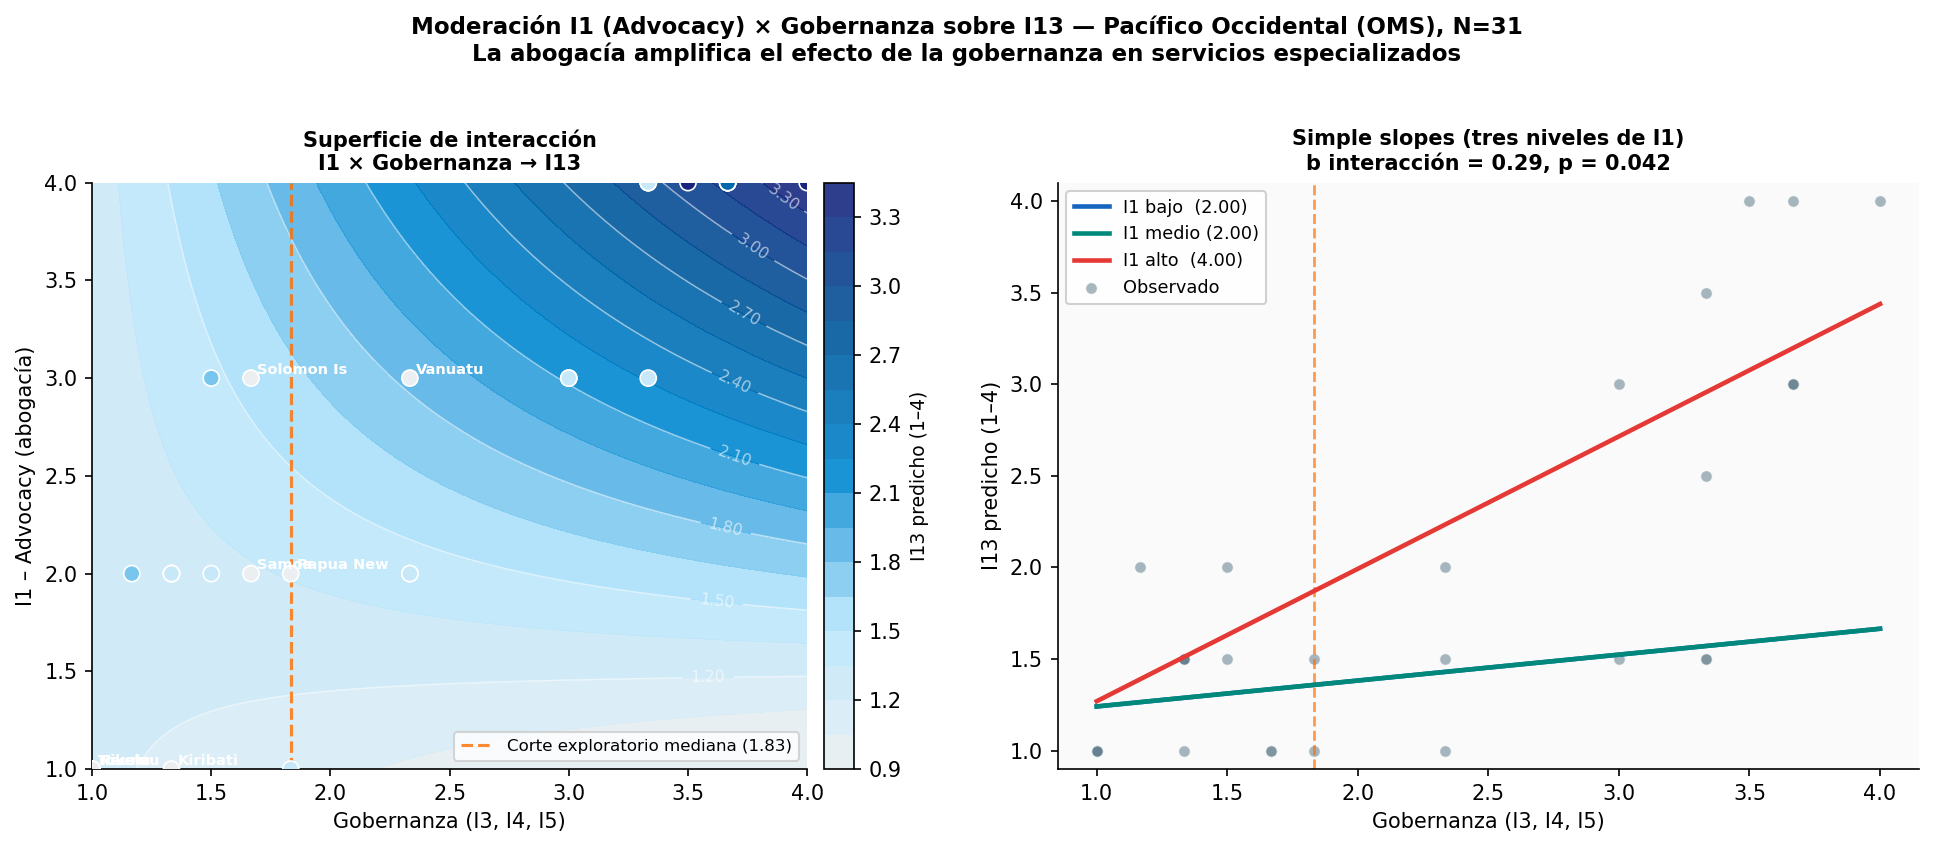 Moderación I1 (Advocacy) × Gobernanza sobre I13 — Pacífico Occidental (OMS), N=31
La abogacía amplifica el efecto de la gobernanza en servicios especializados
Superficie de interacción
I1 × Gobernanza → I13
I1 – Advocacy (abogacía)
4.0
3.5
3.0
2.5
2.0
1.5
1.0
3.30
3.00
2.70
2.40
2.10
1.80
1.50
1.20
Solomon Is
Vanuatu
Samoa
Papua New
Kiribati
Corte exploratorio mediana (1.83)
1.0
1.5
2.0
2.5
3.0
3.5
4.0
Gobernanza (I3, I4, I5)
3.3
3.0
2.7
2.4
2.1
1.8
1.5
1.2
0.9
I13 predicho (1–4)
Simple slopes (tres niveles de I1)
b interacción = 0.29, p = 0.042
I1 bajo (2.00)
I1 medio (2.00)
I1 alto (4.00)
Observado
I13 predicho (1–4)
4.0
3.5
3.0
2.5
2.0
1.5
1.0
1.0
1.5
2.0
2.5
3.0
3.5
4.0
Gobernanza (I3, I4, I5)